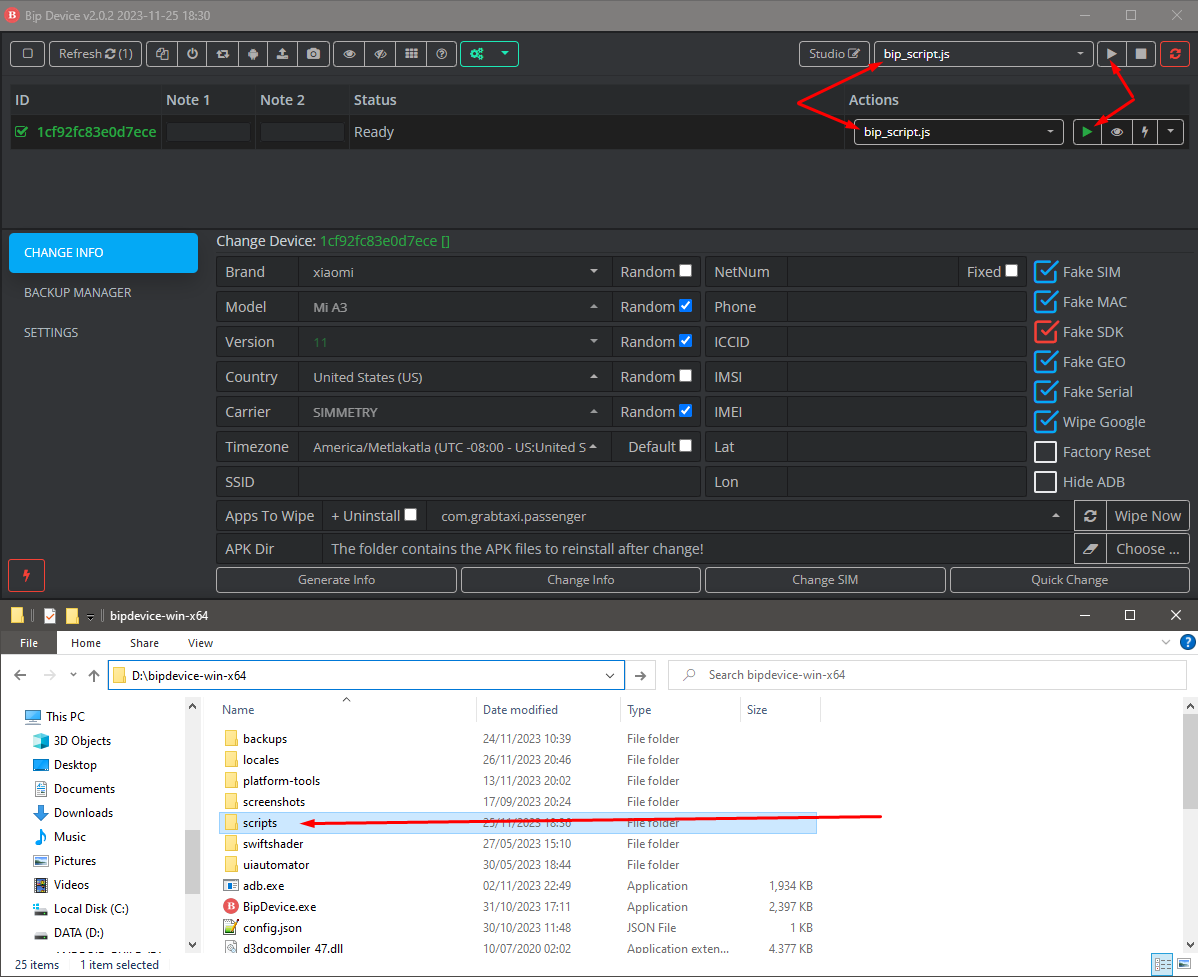 B Bip Device v2.0.2 2023-11-25 18:30
Refresh (1)
Studio
bip_script.js
ID Note 1 Note 2 Status Actions
1cf92fc83e0d7ece Ready bip_script.js
CHANGE INFO
BACKUP MANAGER
SETTINGS
Change Device: 1cf92fc83e0d7ece []
Brand xiaomi Random NetNum Fixed Fake SIM
Model Mi A3 Random Phone Fake MAC
Version 11 Random ICCID Fake SDK
Country United States (US) Random IMSI Fake GEO
Carrier SIMMETRY Random IMEI Fake Serial
Wipe Google
Timezone America/Metlakatla (UTC -08:00 - US:United S Default Lat Factory Reset
SSID Lon Hide ADB
Apps To Wipe + Uninstall com.grabtaxi.passenger Wipe Now
APK Dir The folder contains the APK files to reinstall after change! Choose ...
Generate Info Change Info Change SIM Quick Change
bipdevice-win-x64
File Home Share View
D:\bipdevice-win-x64 Search bipdevice-win-x64
This PC
3D Objects
Desktop
Documents
Downloads
Music
Pictures
Videos
Local Disk (C:)
DATA (D:)
Name Date modified Type Size
backups 24/11/2023 10:39 File folder
locales 26/11/2023 20:46 File folder
platform-tools 13/11/2023 20:02 File folder
screenshots 17/09/2023 20:24 File folder
scripts 25/11/2023 18:36 File folder
swiftshader 27/05/2023 15:10 File folder
uiautomator 30/05/2023 18:44 File folder
adb.exe 02/11/2023 22:49 Application 1,934 KB
B BipDevice.exe 31/10/2023 17:11 Application 2,397 KB
config.json 30/10/2023 11:48 JSON File 1 KB
d3dcompiler_47.dll 10/07/2020 02:02 Application exten... 4,377 KB
25 items 1 item selected